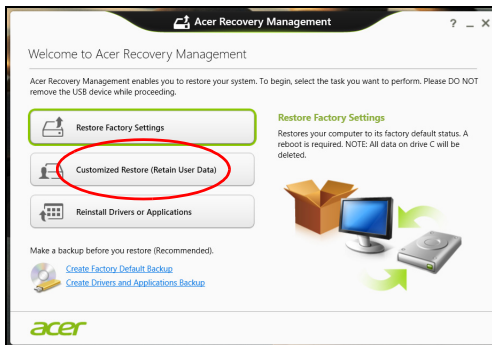 Acer Recovery Management
? _ X
Welcome to Acer Recovery Management
Acer Recovery Management enables you to restore your system. To begin, select the task you want to perform. Please DO NOT
remove the USB device while proceeding.
Restore Factory Settings
Customized Restore (Retain User Data)
Reinstall Drivers or Applications
Restore Factory Settings
Restores your computer to its factory default status. A
reboot is required. NOTE: All data on drive C will be
deleted.
Make a backup before you restore (Recommended).
Create Factory Default Backup
Create Drivers and Applications Backup
acer